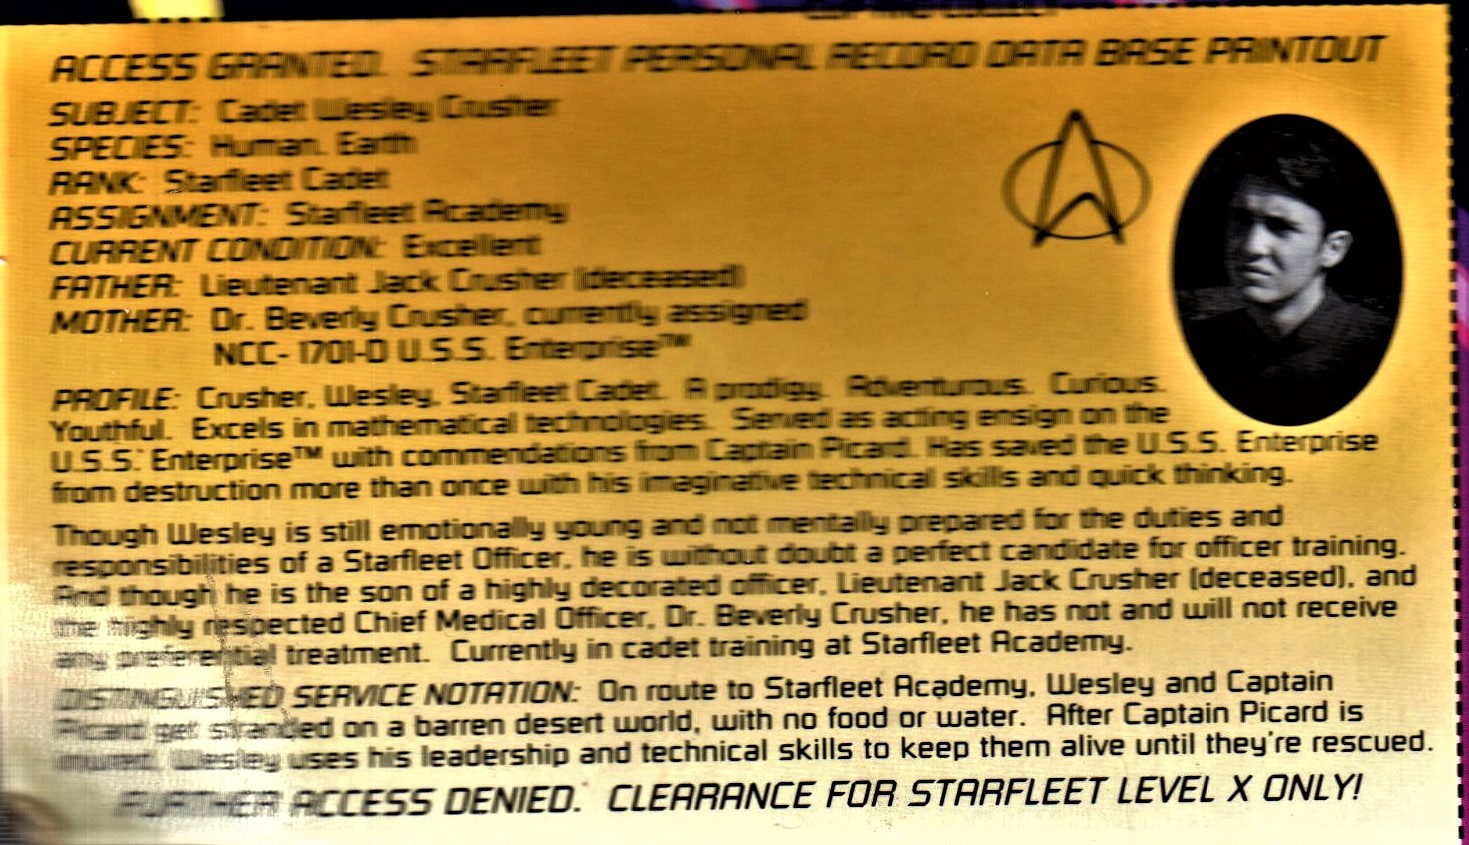 ACCESS GRANTED. STARFLEET PERSONAL RECORD DATA BASE PRINTOUT
SUBJECT: Cadet Wesley Crusher
SPECIES: Human, Earth
RANK: Starfleet Cadet
ASSIGNMENT: Starfleet Academy
CURRENT CONDITION: Excellent
FATHER: Lieutenant Jack Crusher (deceased)
MOTHER: Dr. Beverly Crusher, currently assigned
NCC-1701-D U.S.S. Enterprise™
PROFILE: Crusher, Wesley, Starfleet Cadet. A prodigy. Adventurous. Curious.
Youthful. Excels in mathematical technologies. Served as acting ensign on the
U.S.S. Enterprise™ with commendations from Captain Picard. Has saved the U.S.S. Enterprise
from destruction more than once with his imaginative technical skills and quick thinking.
Though Wesley is still emotionally young and not mentally prepared for the duties and
responsibilities of a Starfleet Officer, he is without doubt a perfect candidate for officer training.
And though he is the son of a highly decorated officer, Lieutenant Jack Crusher (deceased), and
the highly respected Chief Medical Officer, Dr. Beverly Crusher, he has not and will not receive
any preferential treatment. Currently in cadet training at Starfleet Academy.
DISTINGUISHED SERVICE NOTATION: On route to Starfleet Academy, Wesley and Captain
Picard get stranded on a barren desert world, with no food or water. After Captain Picard is
injured, Wesley uses his leadership and technical skills to keep them alive until they're rescued.
FURTHER ACCESS DENIED. CLEARANCE FOR STARFLEET LEVEL X ONLY!